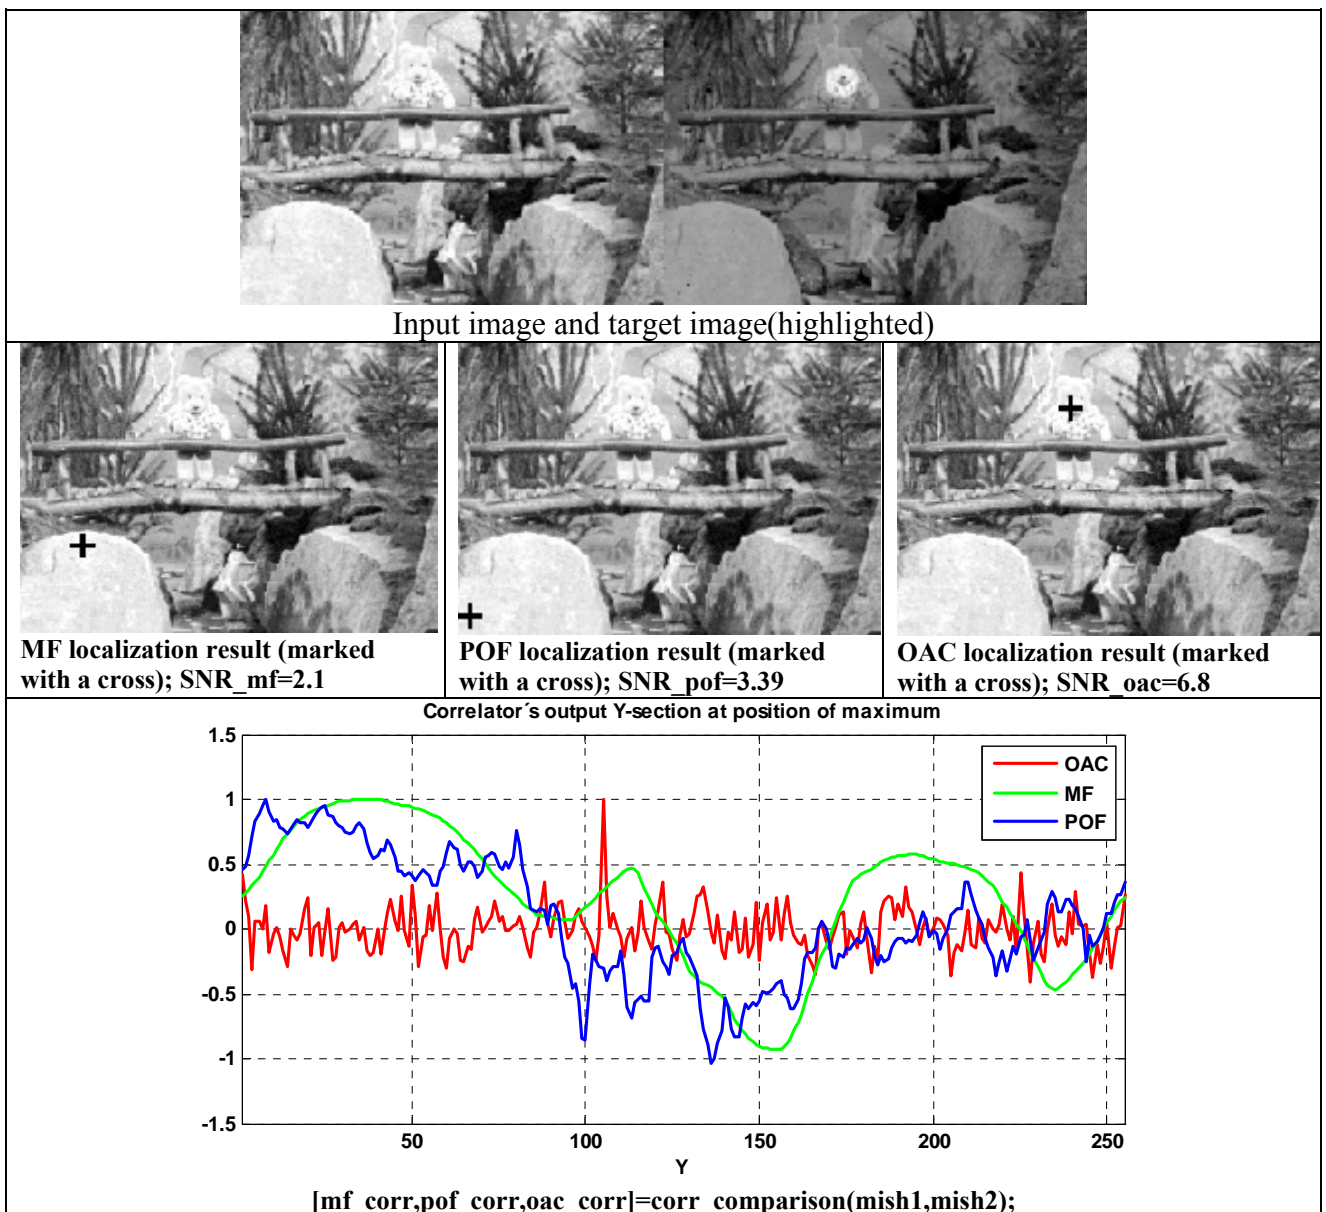 Input image and target image(highlighted)
MF localization result (marked
with a cross); SNR_mf=2.1
POF localization result (marked
with a cross); SNR_pof=3.39
OAC localization result (marked
with a cross); SNR_oac=6.8
Correlator´s output Y-section at position of maximum
1.5
1
0.5
0
-0.5
-1
-1.5
OAC
MF
POF
50
100
150
200
250
Y
[mf_corr,pof_corr,oac_corr]=corr_comparison(mish1,mish2);